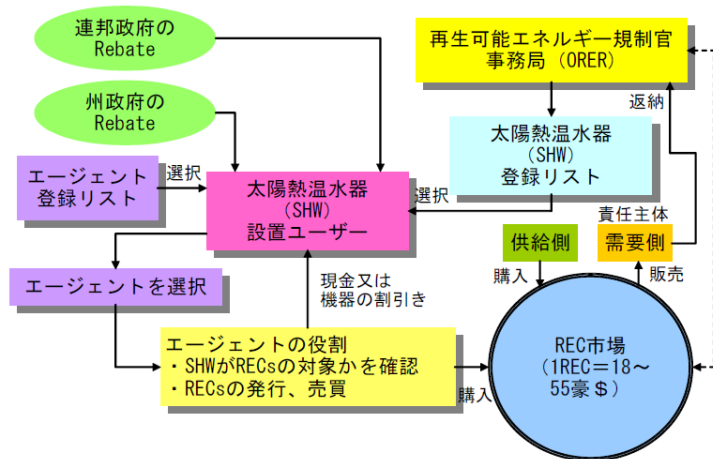 連邦政府の
Rebate
再生可能エネルギー規制官
事務局（ORER）
州政府の
Rebate
返納
太陽熱温水器
（SHW）
登録リスト
エージェント
登録リスト
選択
太陽熱温水器
（SHW）
設置ユーザー
選択
責任主体
供給側
需要側
エージェントを選択
現金又は
機器の割引き
購入
販売
エージェントの役割
・SHWがRECsの対象かを確認
・RECsの発行、売買
購入
REC市場
（1REC＝18～
55豪＄）